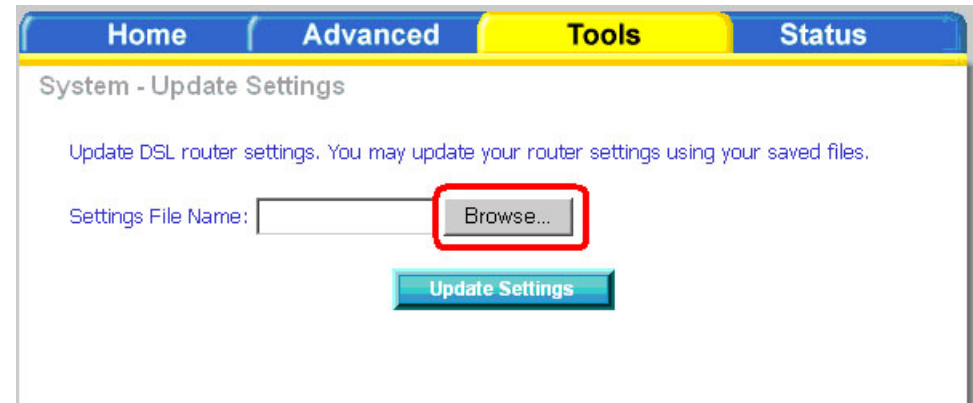 Home Advanced Tools Status
System - Update Settings
Update DSL router settings. You may update your router settings using your saved files.
Settings File Name: Browse...
Update Settings